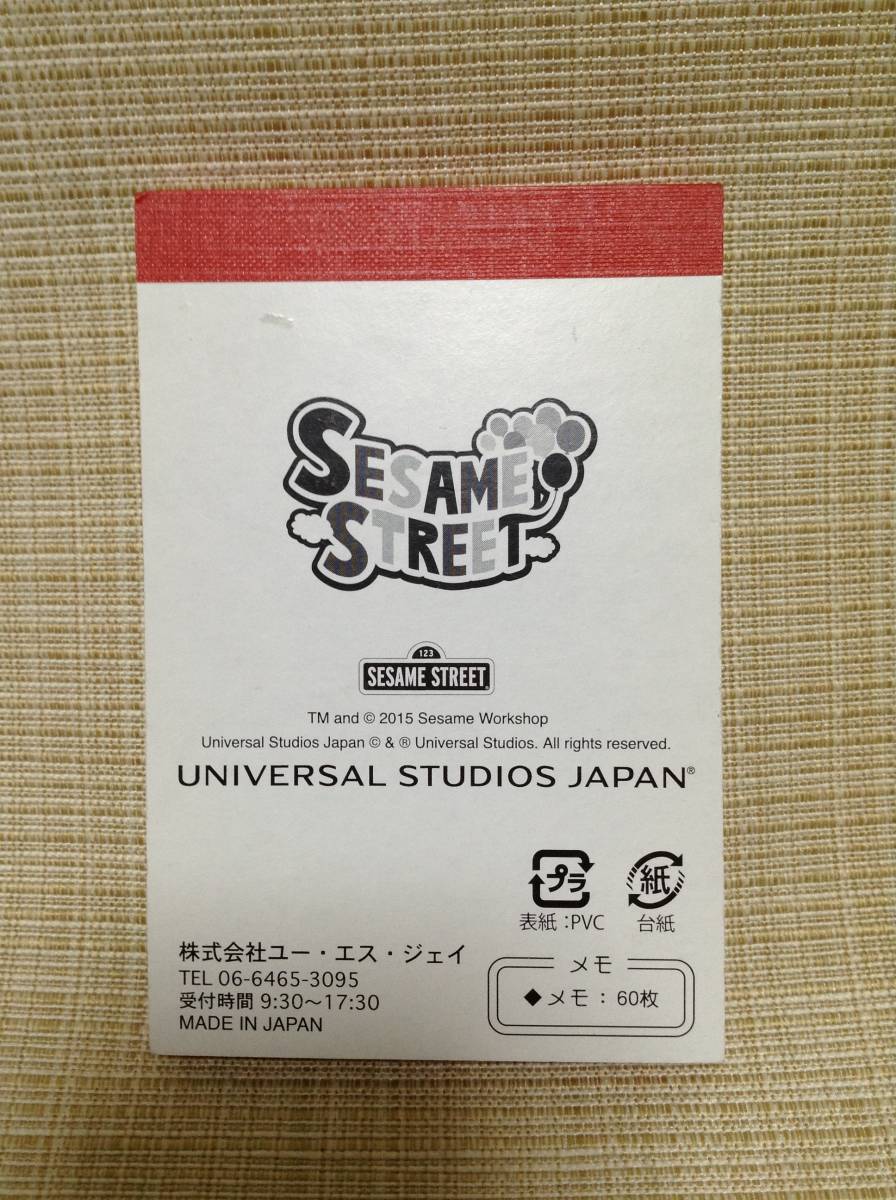 SESAME
STREET
123
SESAME STREET
TM and © 2015 Sesame Workshop
Universal Studios Japan © & ® Universal Studios. All rights reserved.
UNIVERSAL STUDIOS JAPAN®
プラ
表紙:PVC
紙
台紙
株式会社ユー・エス・ジェイ
TEL 06-6465-3095
受付時間 9:30〜17:30
MADE IN JAPAN
メモ
◆メモ: 60枚